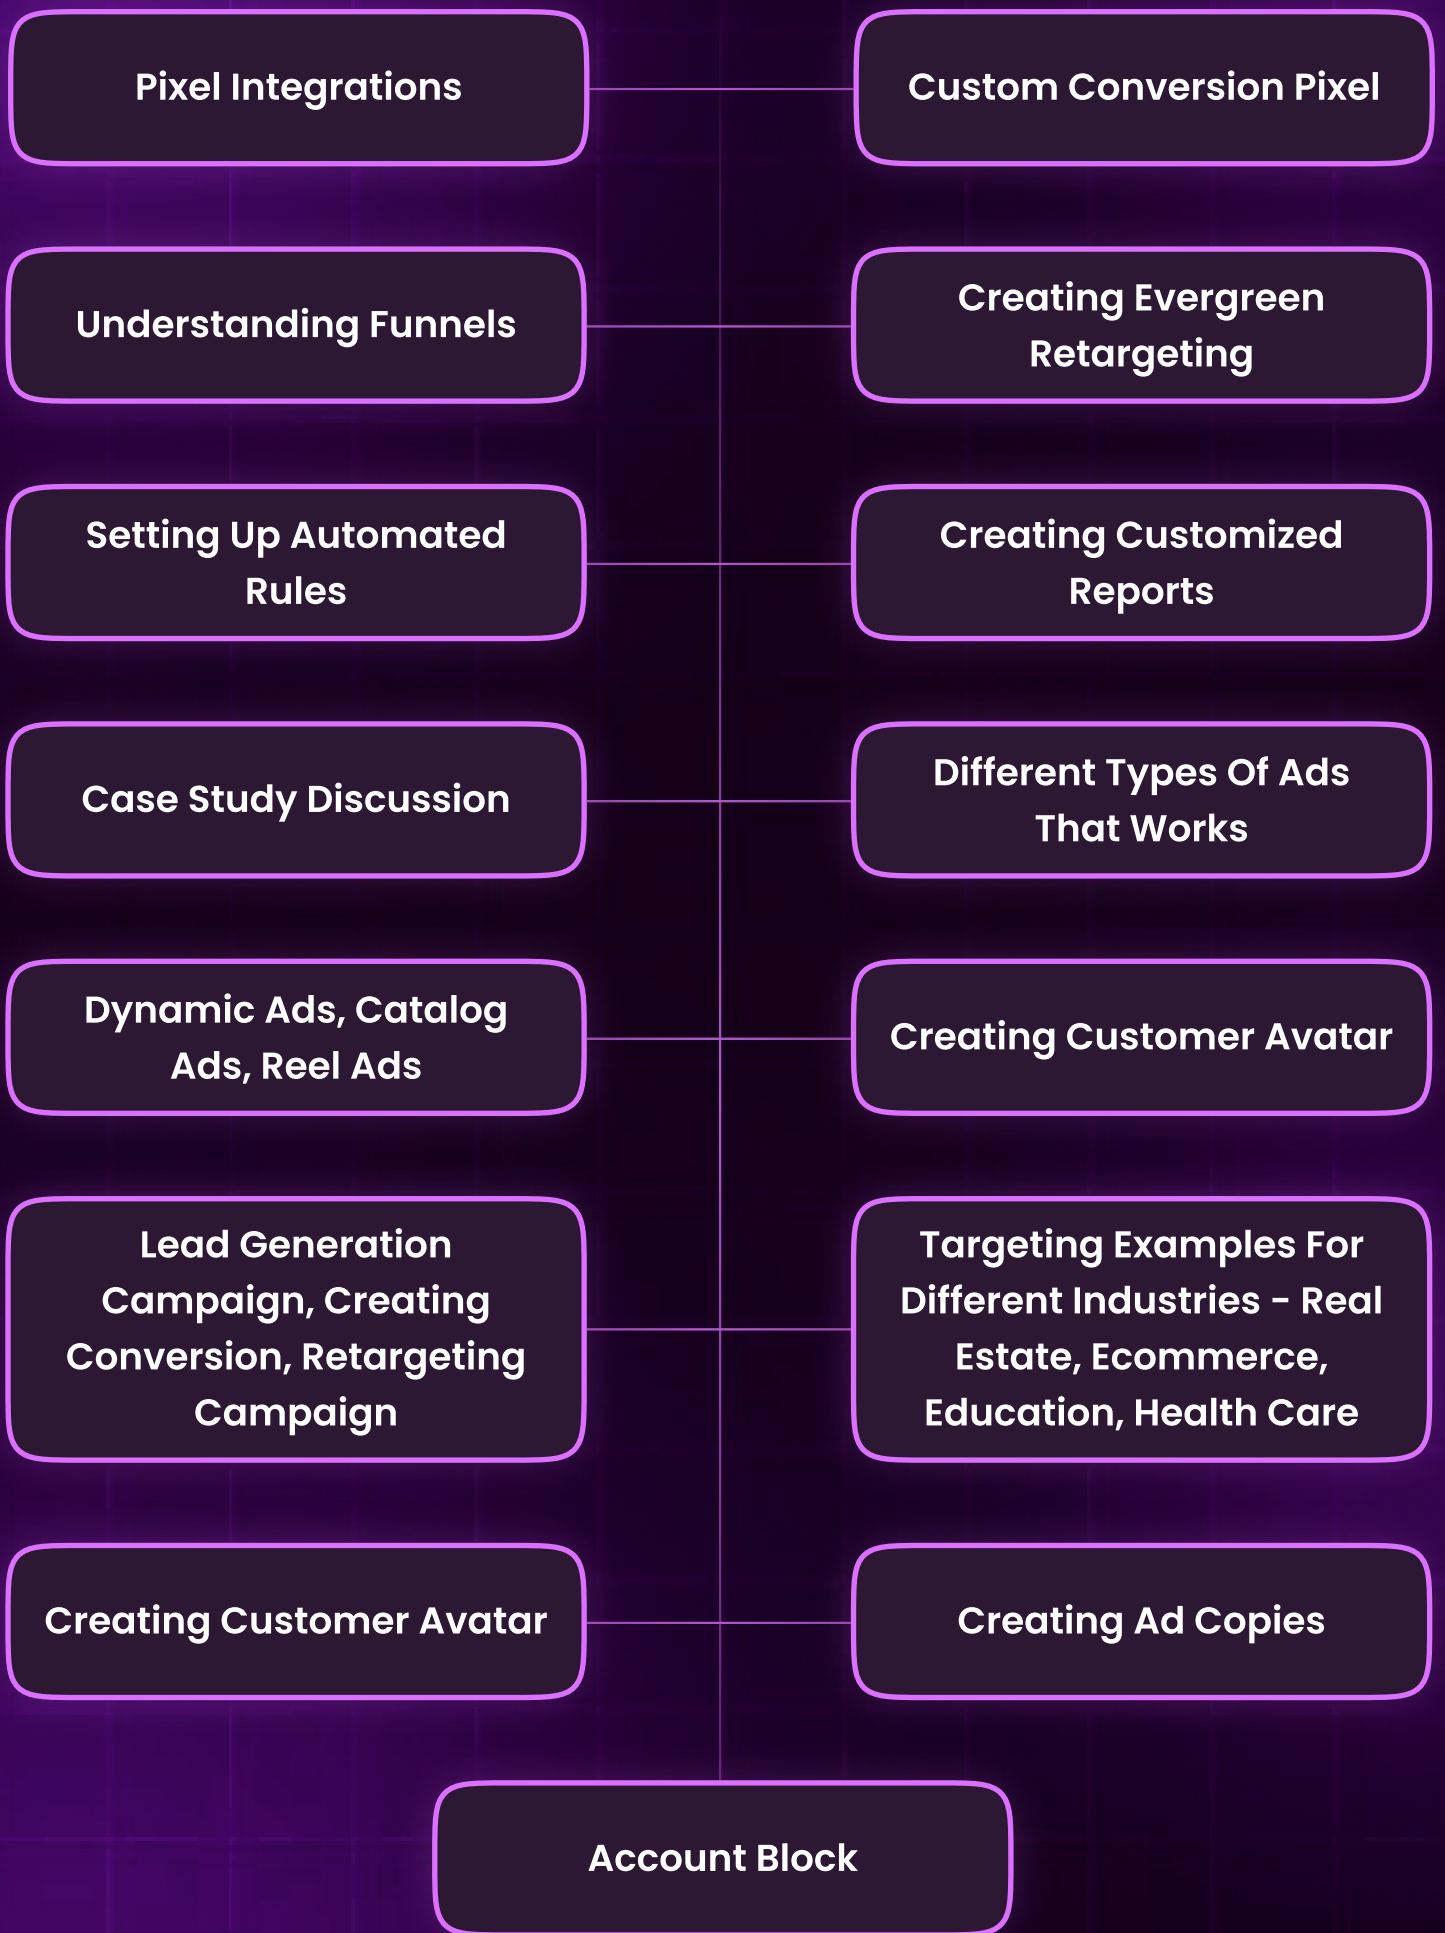 Pixel Integrations
Custom Conversion Pixel
Understanding Funnels
Creating Evergreen
Retargeting
Setting Up Automated
Rules
Creating Customized
Reports
Case Study Discussion
Different Types Of Ads
That Works
Dynamic Ads, Catalog
Ads, Reel Ads
Creating Customer Avatar
Lead Generation
Campaign, Creating
Conversion, Retargeting
Campaign
Targeting Examples For
Different Industries - Real
Estate, Ecommerce,
Education, Health Care
Creating Customer Avatar
Creating Ad Copies
Account Block